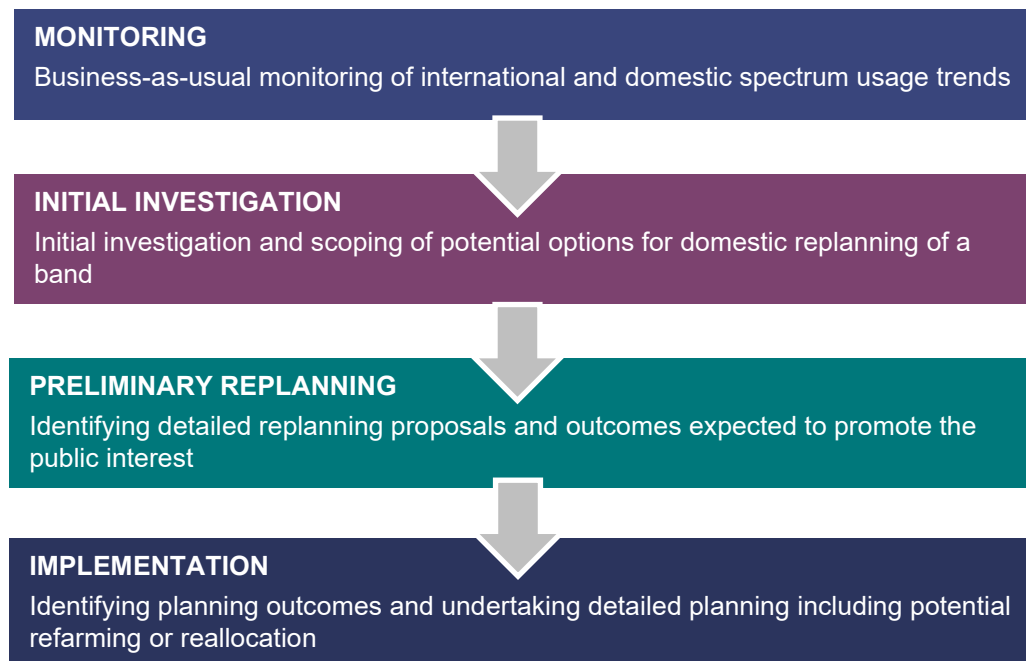 MONITORING
Business-as-usual monitoring of international and domestic spectrum usage trends
INITIAL INVESTIGATION
Initial investigation and scoping of potential options for domestic replanning of a
band
PRELIMINARY REPLANNING
Identifying detailed replanning proposals and outcomes expected to promote the
public interest
IMPLEMENTATION
Identifying planning outcomes and undertaking detailed planning including potential
refarming or reallocation